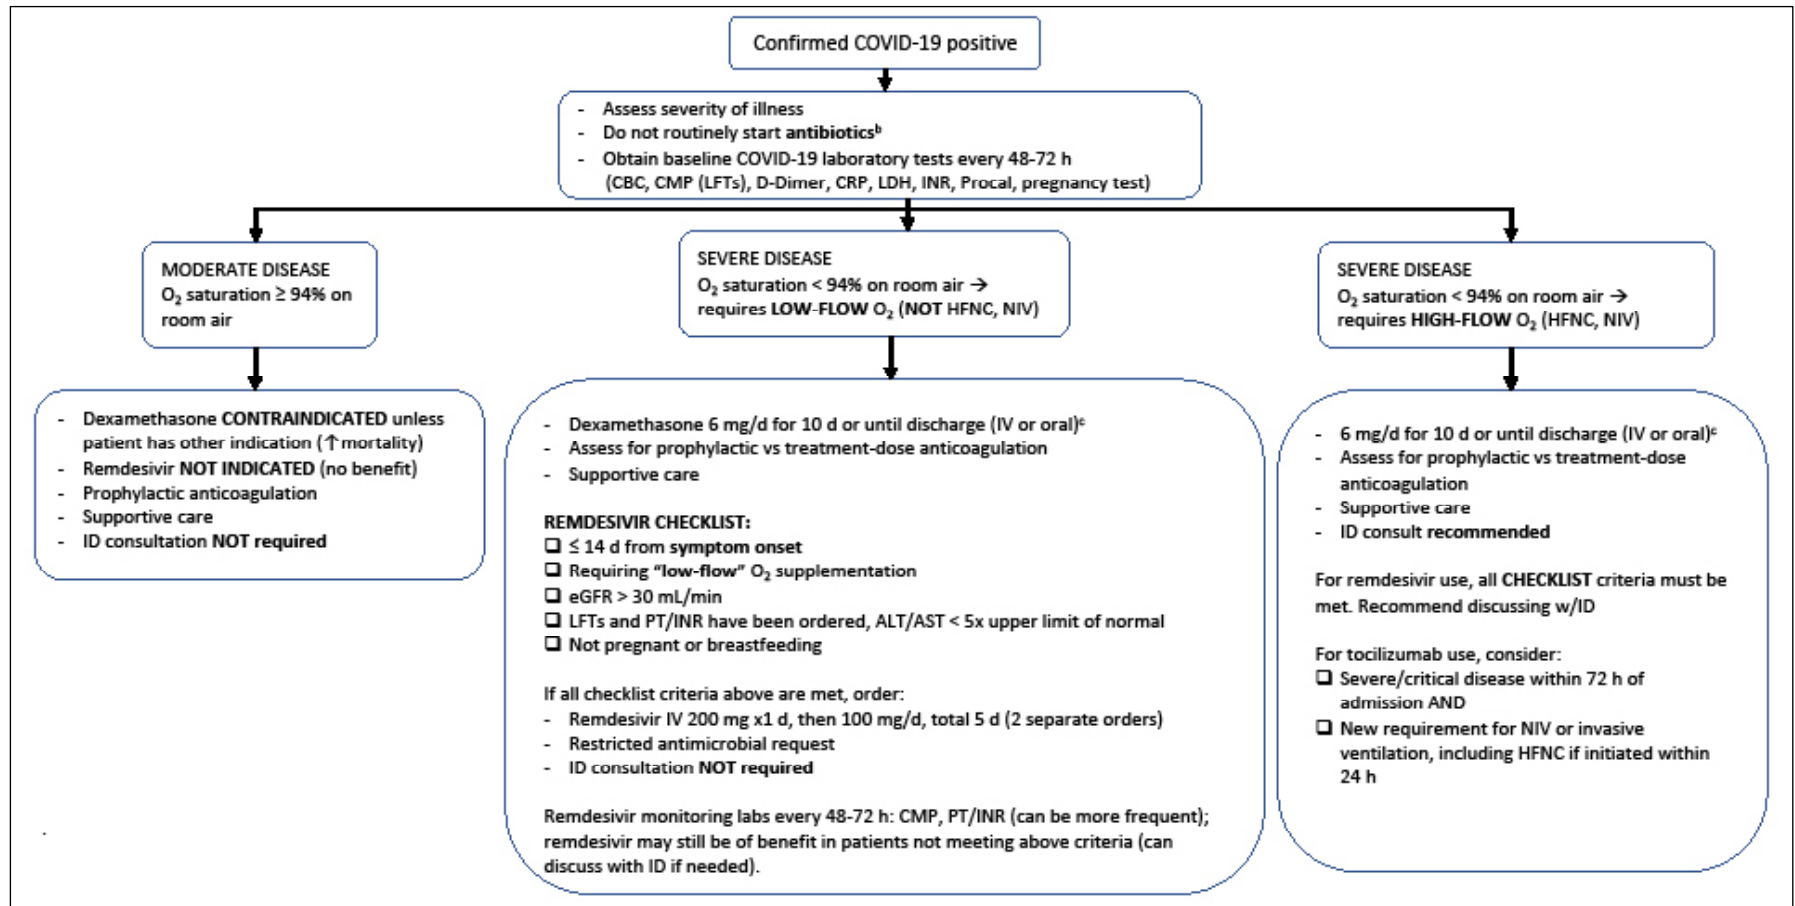 Confirmed COVID-19 positive
- Assess severity of illness
- Do not routinely start antibioticsᵇ
- Obtain baseline COVID-19 laboratory tests every 48-72 h
(CBC, CMP (LFTs), D-Dimer, CRP, LDH, INR, Procal, pregnancy test)
MODERATE DISEASE
O₂ saturation ≥ 94% on
room air
SEVERE DISEASE
O₂ saturation < 94% on room air →
requires LOW-FLOW O₂ (NOT HFNC, NIV)
SEVERE DISEASE
O₂ saturation < 94% on room air →
requires HIGH-FLOW O₂ (HFNC, NIV)
- Dexamethasone CONTRAINDICATED unless
patient has other indication (↑ mortality)
- Remdesivir NOT INDICATED (no benefit)
- Prophylactic anticoagulation
- Supportive care
- ID consultation NOT required
- Dexamethasone 6 mg/d for 10 d or until discharge (IV or oral)ᶜ
- Assess for prophylactic vs treatment-dose anticoagulation
- Supportive care
REMDESIVIR CHECKLIST:
❑ ≤ 14 d from symptom onset
❑ Requiring "low-flow" O₂ supplementation
❑ eGFR > 30 mL/min
❑ LFTs and PT/INR have been ordered, ALT/AST < 5x upper limit of normal
❑ Not pregnant or breastfeeding
If all checklist criteria above are met, order:
- Remdesivir IV 200 mg x1 d, then 100 mg/d, total 5 d (2 separate orders)
- Restricted antimicrobial request
- ID consultation NOT required
Remdesivir monitoring labs every 48-72 h: CMP, PT/INR (can be more frequent);
remdesivir may still be of benefit in patients not meeting above criteria (can
discuss with ID if needed).
- 6 mg/d for 10 d or until discharge (IV or oral)ᶜ
- Assess for prophylactic vs treatment-dose
anticoagulation
- Supportive care
- ID consult recommended
For remdesivir use, all CHECKLIST criteria must be
met. Recommend discussing w/ID
For tocilizumab use, consider:
❑ Severe/critical disease within 72 h of
admission AND
❑ New requirement for NIV or invasive
ventilation, including HFNC if initiated within
24 h